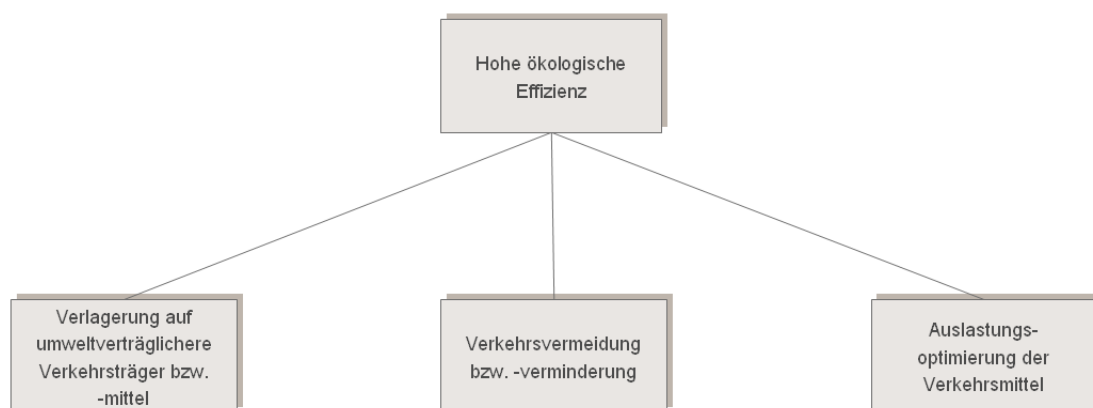 Hohe ökologische
Effizienz
Verlagerung auf
umweltverträglichere
Verkehrsträger bzw.
-mittel
Verkehrsvermeidung
bzw. -verminderung
Auslastungs-
optimierung der
Verkehrsmittel